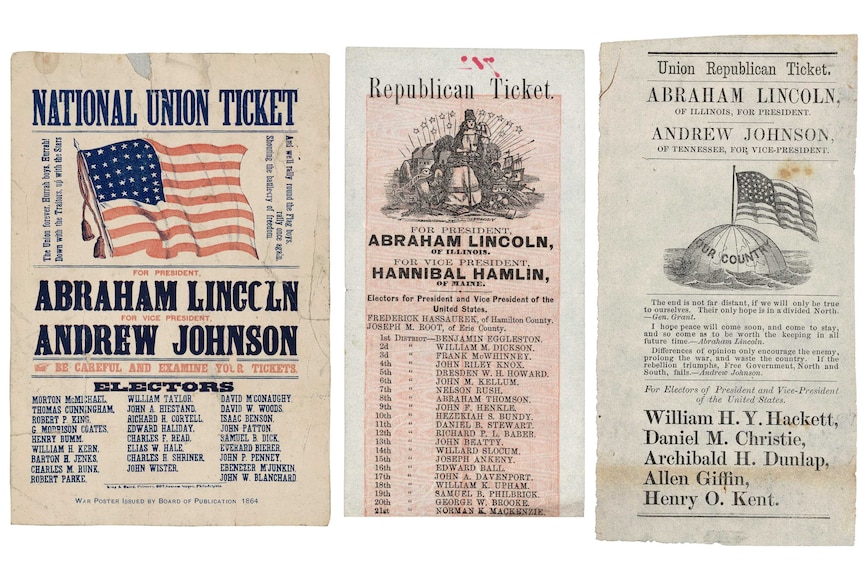 NATIONAL UNION TICKET
The Union forever, Hurrah boys, Hurrah!
Down with the Traitors, up with the Stars
And we'll rally round the Flag boys,
rally once again,
Shouting the battle cry of freedom.
FOR PRESIDENT,
ABRAHAM LINCOLN
FOR VICE PRESIDENT,
ANDREW JOHNSON
BE CAREFUL AND EXAMINE YOUR TICKETS.
ELECTORS
MORTON McMICHAEL,
THOMAS CUNNINGHAM,
ROBERT P. KING,
G. MORRISON COATES,
HENRY BUMM,
WILLIAM H. KERN,
BARTON H. JENKS,
CHARLES M. RUNK,
ROBERT PARKE,
WILLIAM TAYLOR,
JOHN A. HIESTAND,
RICHARD H. CORYELL,
EDWARD HALIDAY,
CHARLES F. READ,
ELIAS W. HALE,
CHARLES H. SHRINER,
JOHN WISTER,
DAVID M'CONAUGHY,
DAVID W. WOODS,
ISAAC BENSON,
JOHN PATTON,
SAMUEL B. DICK,
EVERARD BIERER,
JOHN P. PENNEY,
EBENEZER M'JUNKIN,
JOHN W. BLANCHARD
WAR POSTER ISSUED BY BOARD OF PUBLICATION 1864
Republican Ticket.
FOR PRESIDENT,
ABRAHAM LINCOLN,
OF ILLINOIS.
FOR VICE PRESIDENT,
HANNIBAL HAMLIN,
OF MAINE.
Electors for President and Vice President of the
United States.
FREDERICK HASSAUREK, of Hamilton County.
JOSEPH M. ROOT, of Erie County.
1st District—BENJAMIN EGGLESTON.
2d " WILLIAM M. DICKSON.
3d " FRANK McWHINNEY.
4th " JOHN RILEY KNOX.
5th " DRESDEN W. H. HOWARD.
6th " JOHN M. KELLUM.
7th " NELSON RUSH.
8th " ABRAHAM THOMSON.
9th " JOHN F. HENKLE.
10th " HEZEKIAH S. BUNDY.
11th " DANIEL B. STEWART.
12th " RICHARD P. L. BABER.
13th " JOHN BEATTY.
14th " WILLARD SLOCUM.
15th " JOSEPH ANKENY.
16th " EDWARD BALL.
17th " JOHN A. DAVENPORT.
18th " WILLIAM K. UPHAM.
19th " SAMUEL B. PHILBRICK.
20th " GEORGE W. BROOKE.
21st " NORMAN K. MACKENZIE.
Union Republican Ticket.
ABRAHAM LINCOLN,
OF ILLINOIS, FOR PRESIDENT.
ANDREW JOHNSON,
OF TENNESSEE, FOR VICE-PRESIDENT.
OUR COUNTRY
The end is not far distant, if we will only be true
to ourselves. Their only hope is in a divided North.
—Gen. Grant.
I hope peace will come soon, and come to stay,
and so come as to be worth the keeping in all
future time.—Abraham Lincoln.
Differences of opinion only encourage the enemy,
prolong the war, and waste the country. If the
rebellion triumphs, Free Government, North and
South, fails.—Andrew Johnson.
For Electors of President and Vice-President
of the United States.
William H. Y. Hackett,
Daniel M. Christie,
Archibald H. Dunlap,
Allen Giffin,
Henry O. Kent.